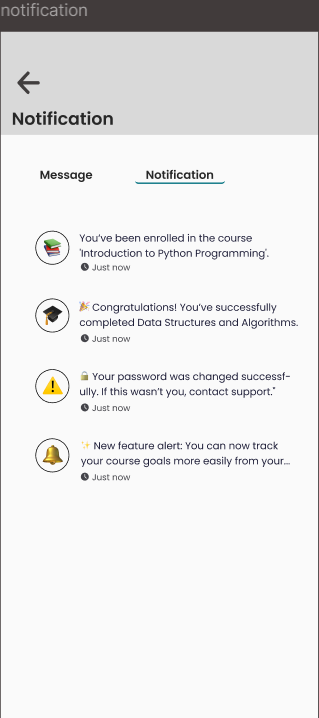 notification
Notification
Message
Notification
You've been enrolled in the course
'Introduction to Python Programming'.
Just now
🎉 Congratulations! You've successfully
completed Data Structures and Algorithms.
Just now
🔒 Your password was changed successf-
ully. If this wasn't you, contact support."
Just now
✨ New feature alert: You can now track
your course goals more easily from your...
Just now